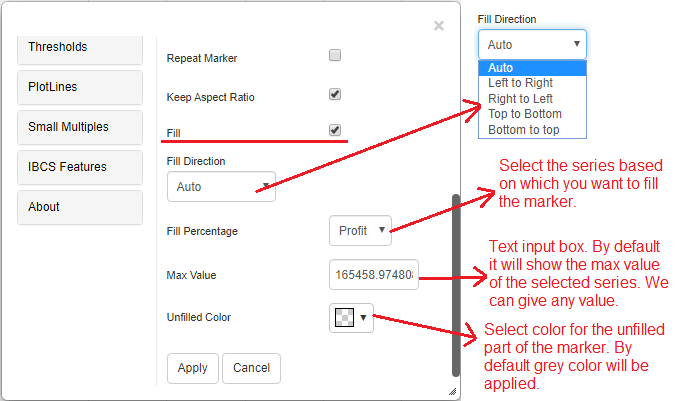 ×
Thresholds
PlotLines
Small Multiples
IBCS Features
About
Repeat Marker
Keep Aspect Ratio
Fill
Fill Direction
Auto
Fill Percentage
Profit
Max Value
165458.97480
Unfilled Color
Apply
Cancel
Fill Direction
Auto
Auto
Left to Right
Right to Left
Top to Bottom
Bottom to top
Select the series based
on which you want to fill
the marker.
Text input box. By default
it will show the max value
of the selected series. We
can give any value.
Select color for the unfilled
part of the marker. By
default grey color will be
applied.